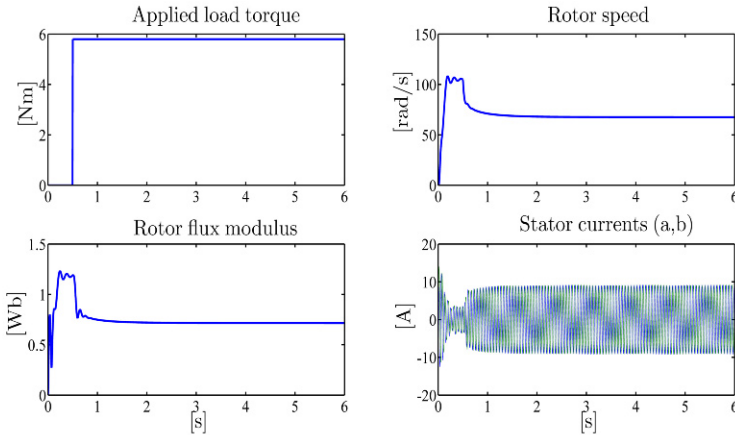 Applied load torque
6
4
2
0
[Nm]
0 1 2 3 4 5 6
Rotor speed
150
100
50
0
[rad/s]
0 1 2 3 4 5 6
Rotor flux modulus
1.5
1
0.5
0
[Wb]
0 1 2 3 4 5 6
[s]
Stator currents (a,b)
20
10
0
-10
-20
[A]
0 1 2 3 4 5 6
[s]